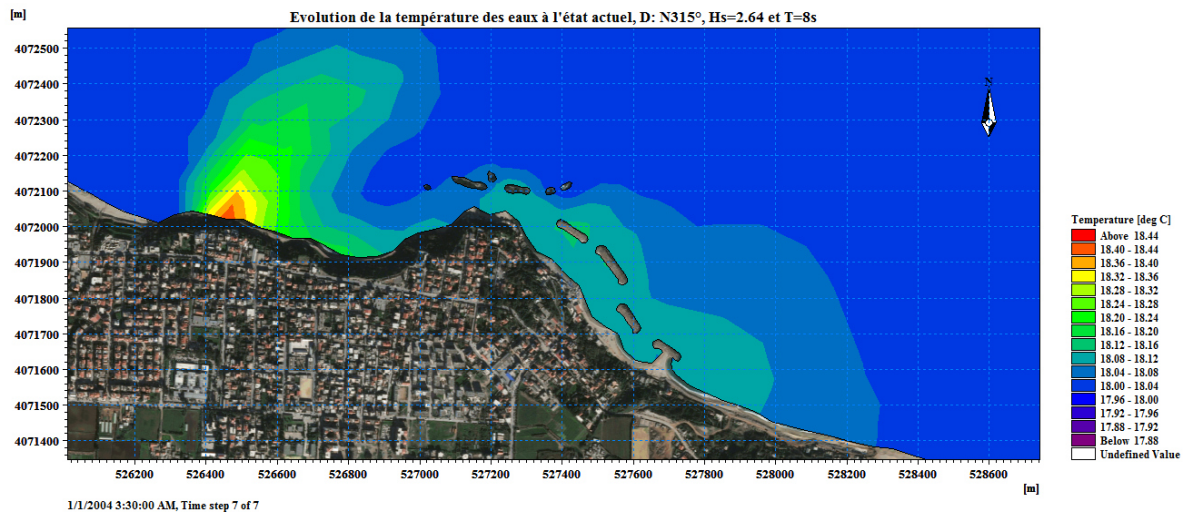 [m]
Evolution de la température des eaux à l'état actuel, D: N315°, Hs=2.64 et T=8s
4072500
4072400
4072300
4072200
4072100
4072000
4071900
4071800
4071700
4071600
4071500
4071400
N
526200 526400 526600 526800 527000 527200 527400 527600 527800 528000 528200 528400 528600
[m]
Temperature [deg C]
Above 18.44
18.40 - 18.44
18.36 - 18.40
18.32 - 18.36
18.28 - 18.32
18.24 - 18.28
18.20 - 18.24
18.16 - 18.20
18.12 - 18.16
18.08 - 18.12
18.04 - 18.08
18.00 - 18.04
17.96 - 18.00
17.92 - 17.96
17.88 - 17.92
Below 17.88
Undefined Value
1/1/2004 3:30:00 AM, Time step 7 of 7